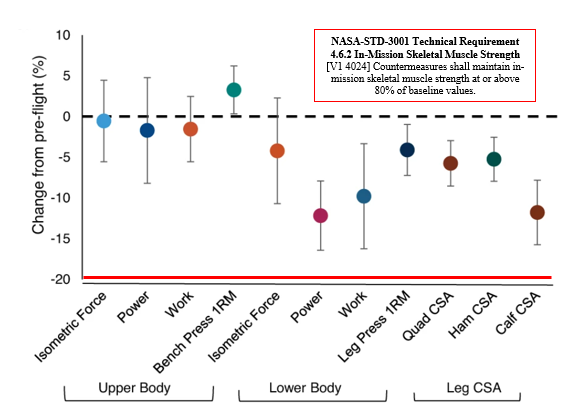 NASA-STD-3001 Technical Requirement
4.6.2 In-Mission Skeletal Muscle Strength
[V1 4024] Countermeasures shall maintain in-
mission skeletal muscle strength at or above
80% of baseline values.
Change from pre-flight (%)
10
5
0
-5
-10
-15
-20
Isometric Force
Power
Work
Bench Press 1RM
Isometric Force
Power
Work
Leg Press 1RM
Quad CSA
Ham CSA
Calf CSA
Upper Body
Lower Body
Leg CSA